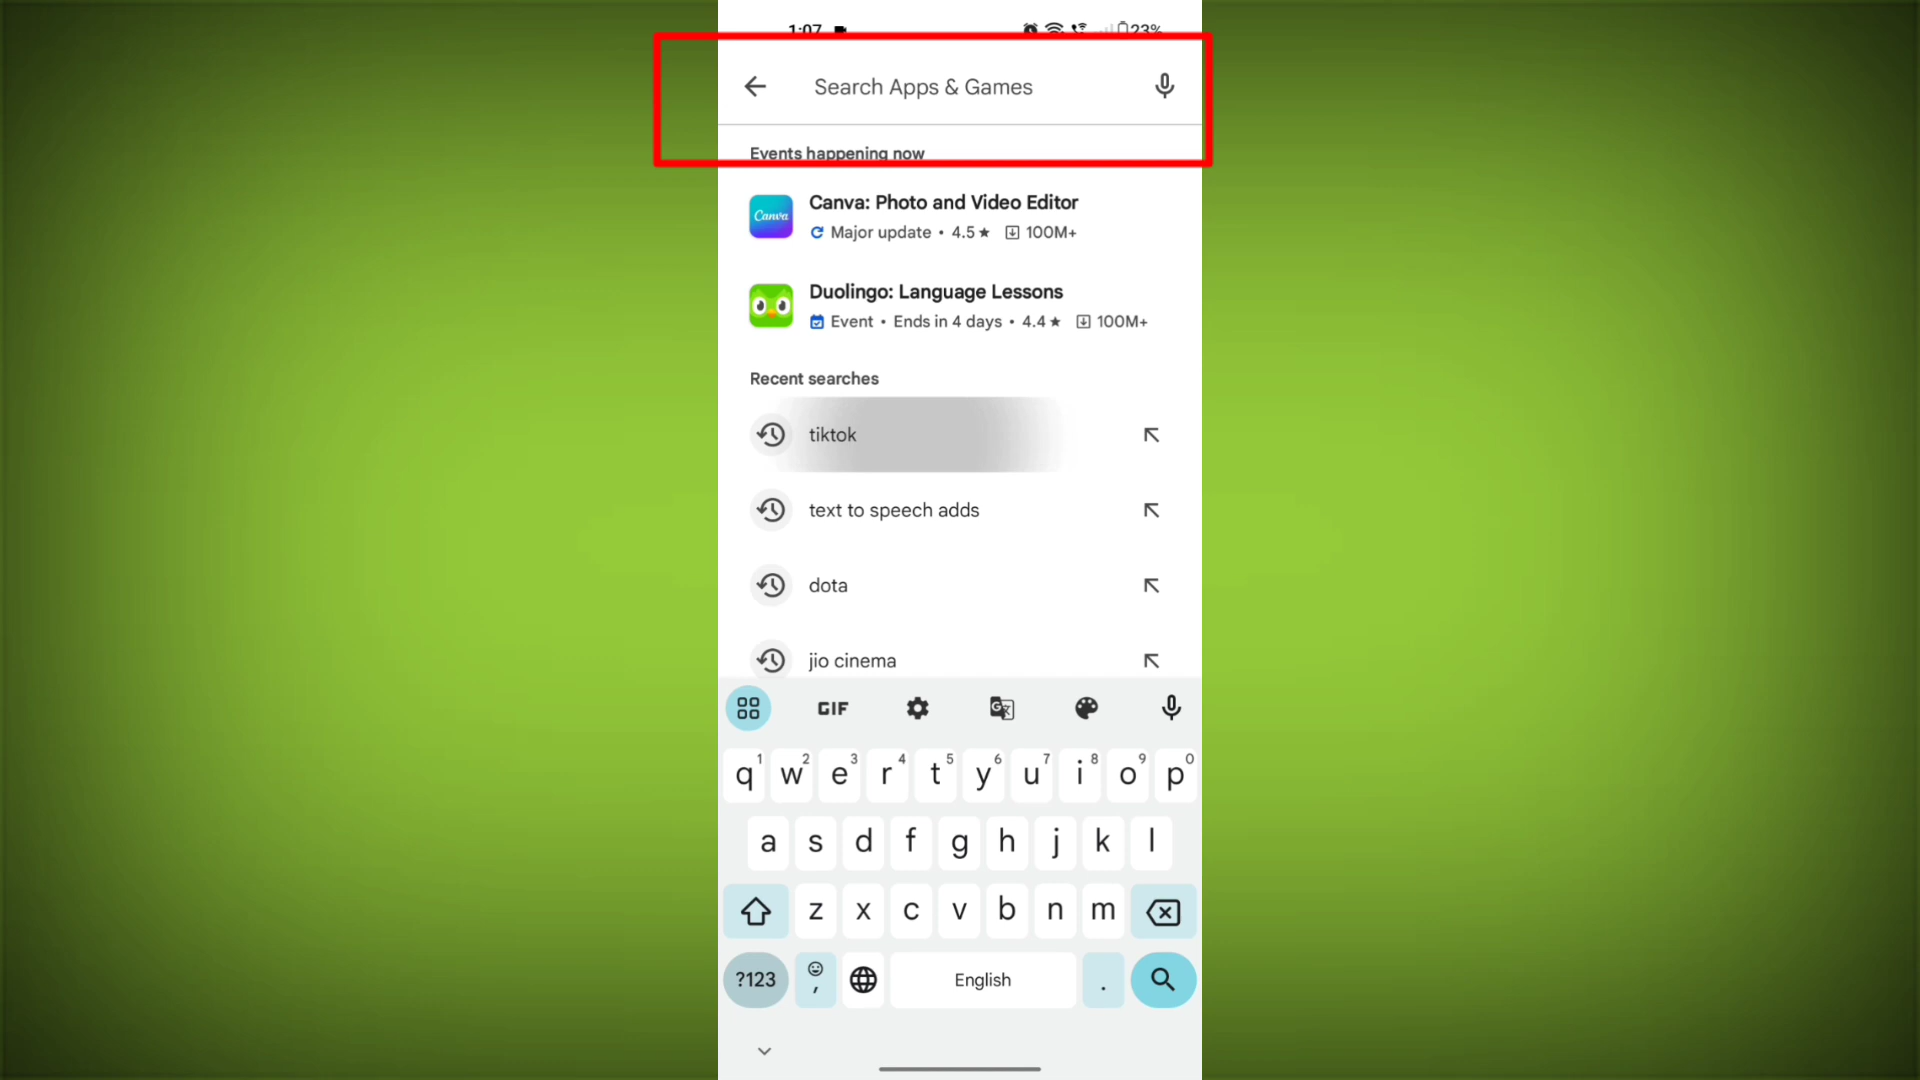 1:07 23%
Search Apps & Games
Events happening now
Canva
Canva: Photo and Video Editor
Major update • 4.5★ 100M+
Duolingo: Language Lessons
Event • Ends in 4 days • 4.4★ 100M+
Recent searches
tiktok
text to speech adds
dota
jio cinema
GIF
q1 w2 e3 r4 t5 y6 u7 i8 o9 p0
a s d f g h j k l
z x c v b n m
?123 , English .